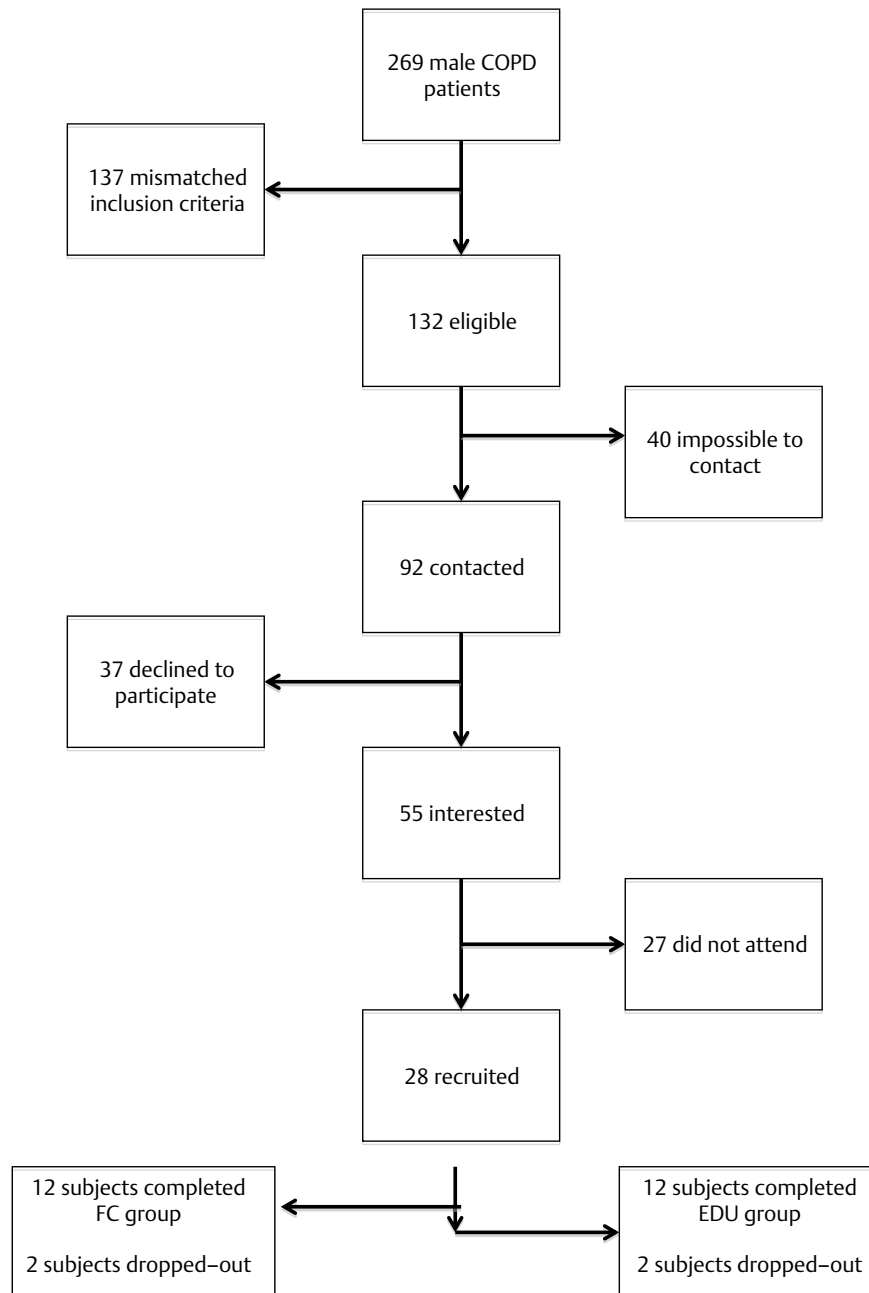 269 male COPD
patients
137 mismatched
inclusion criteria
132 eligible
40 impossible to
contact
92 contacted
37 declined to
participate
55 interested
27 did not attend
28 recruited
12 subjects completed
FC group
2 subjects dropped–out
12 subjects completed
EDU group
2 subjects dropped–out